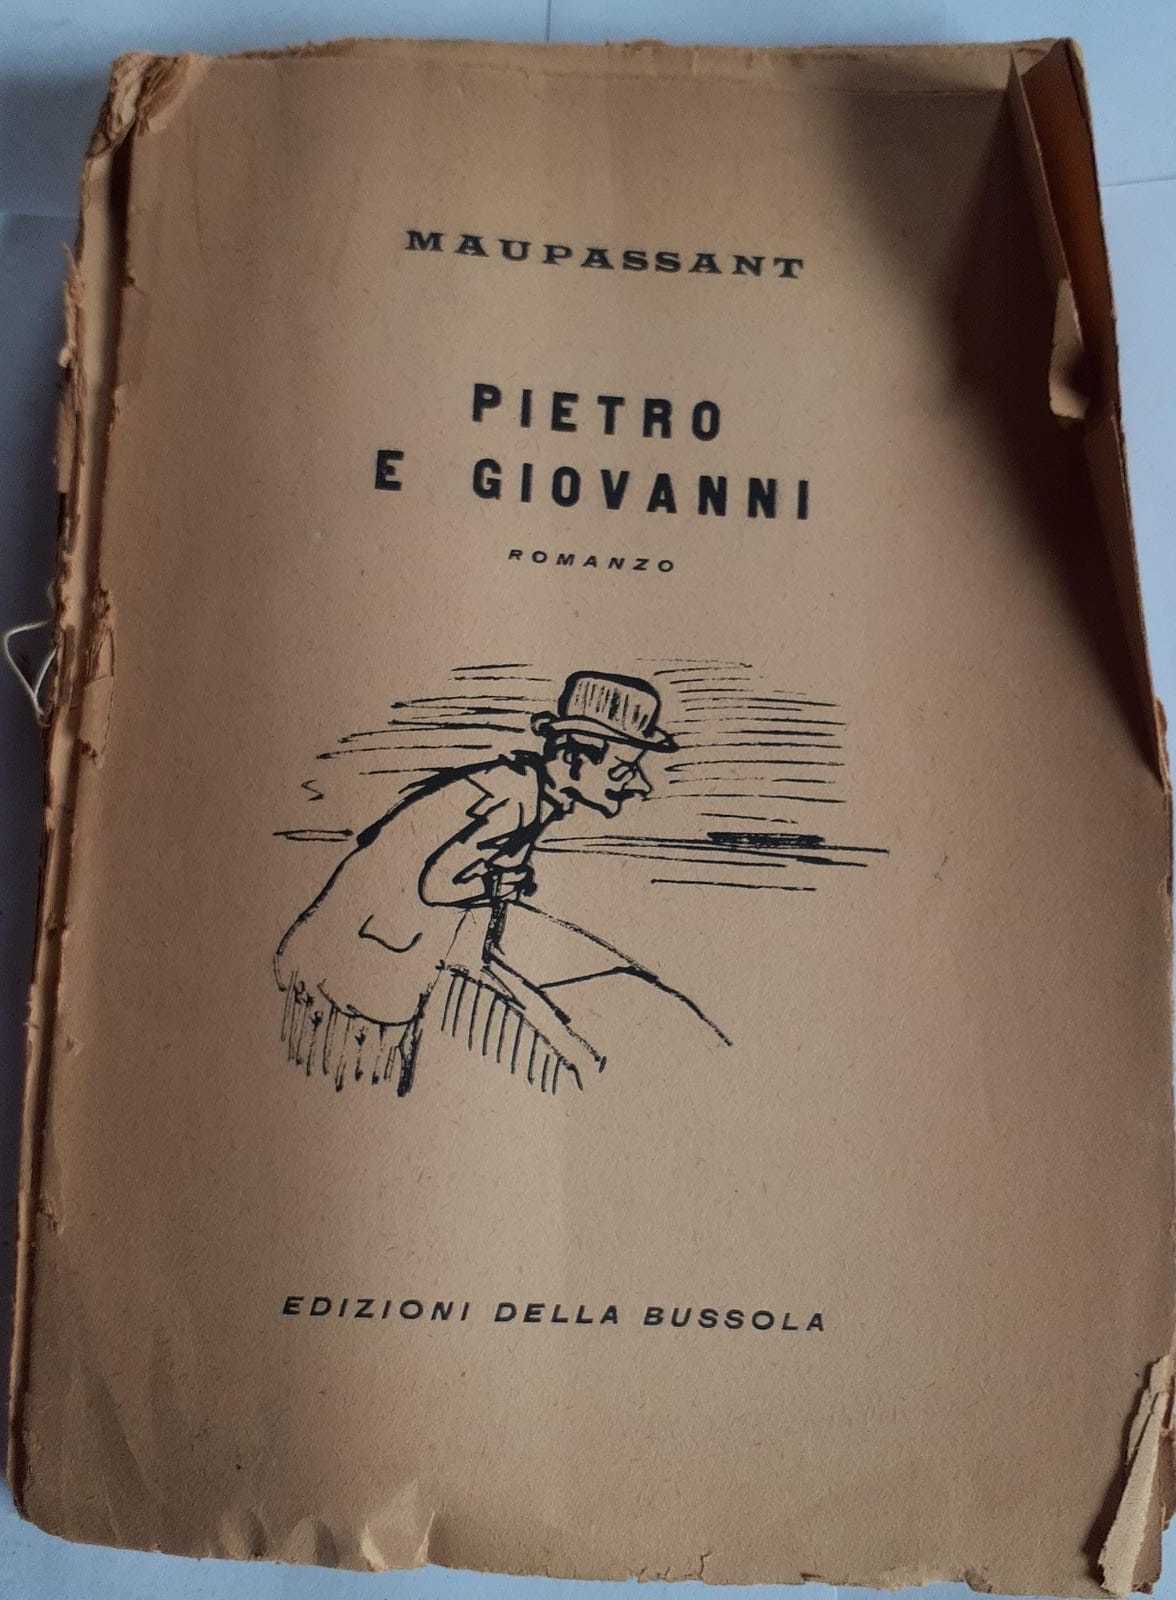 MAUPASSANT
PIETRO
E GIOVANNI
ROMANZO
EDIZIONI DELLA BUSSOLA